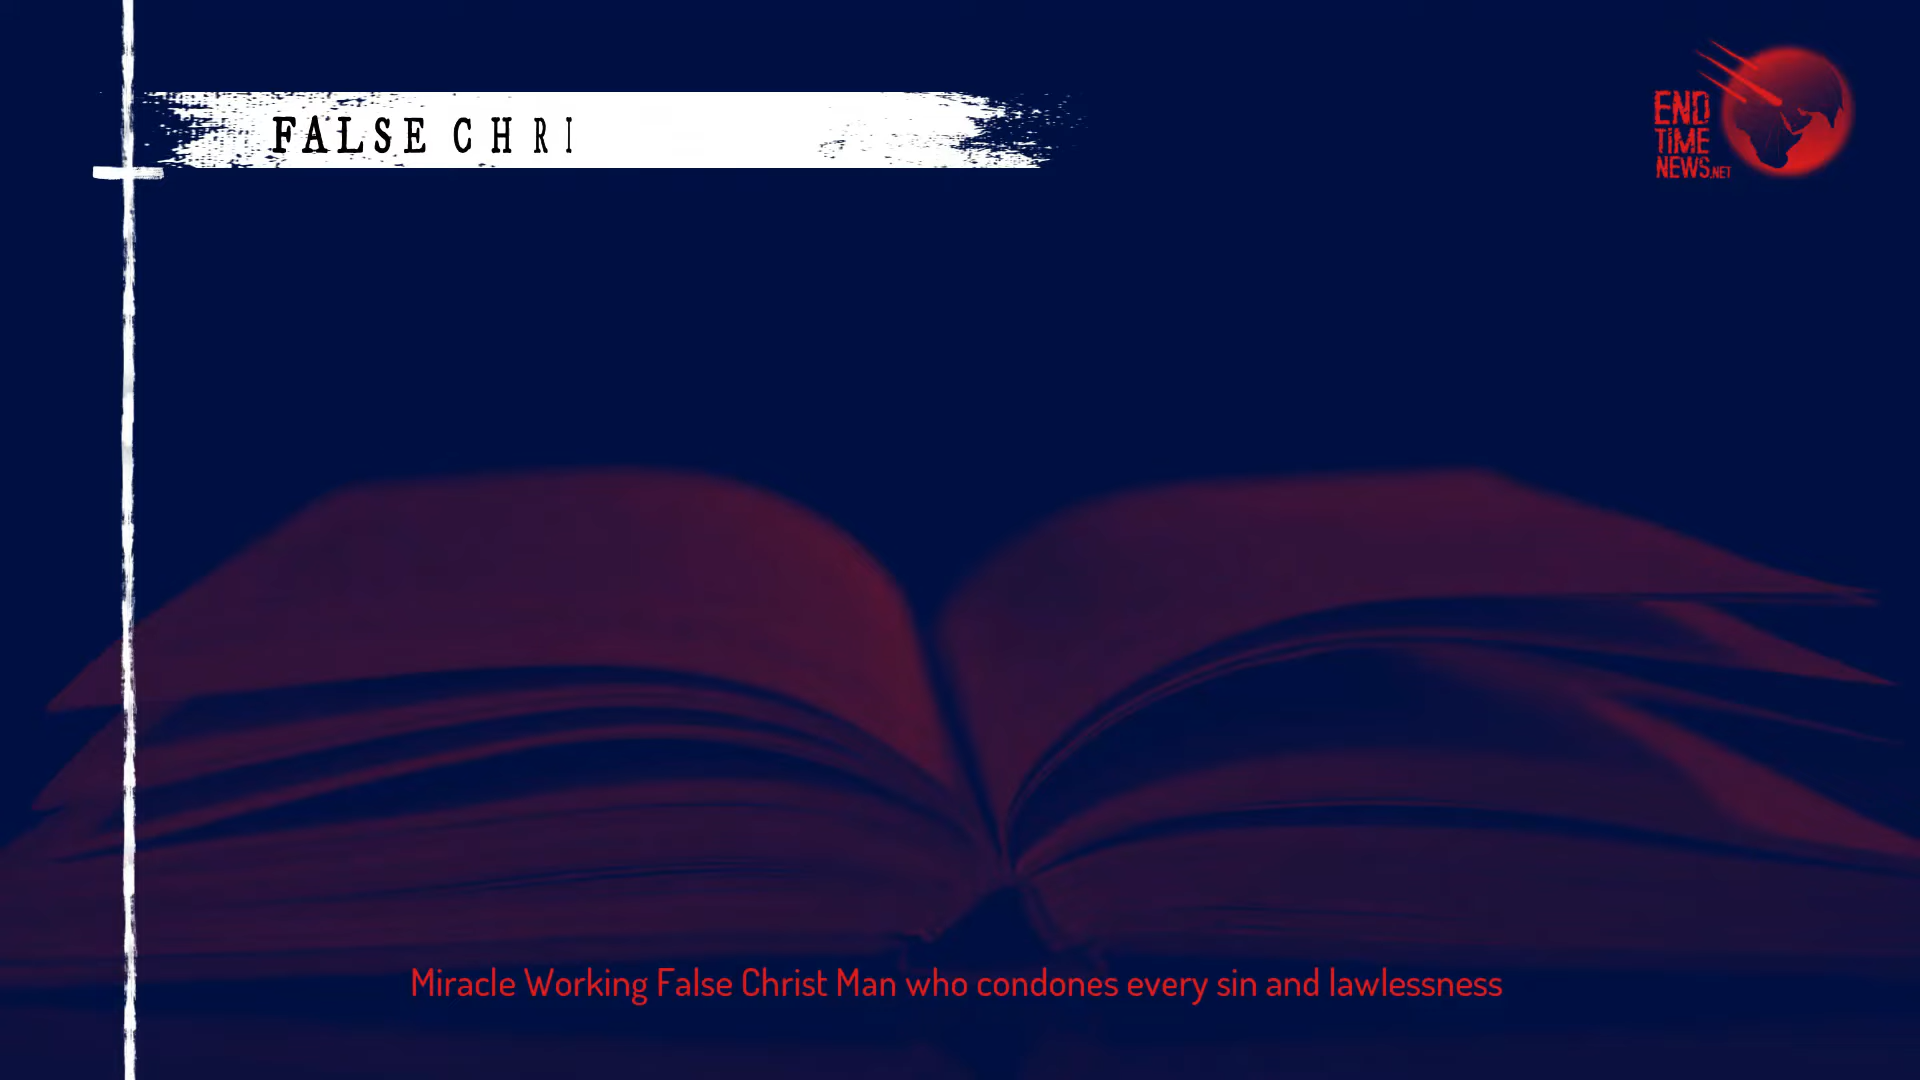 FALSE CHRI
END
TIME
NEWS.NET
Miracle Working False Christ Man who condones every sin and lawlessness